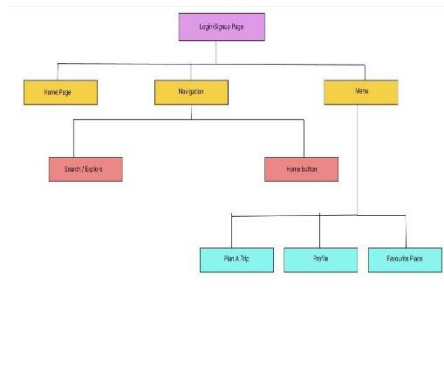 Login/Signup Page
Home Page
Navigation
Menu
Search / Explore
Home button
Plan A Trip
Profile
Favourite Place